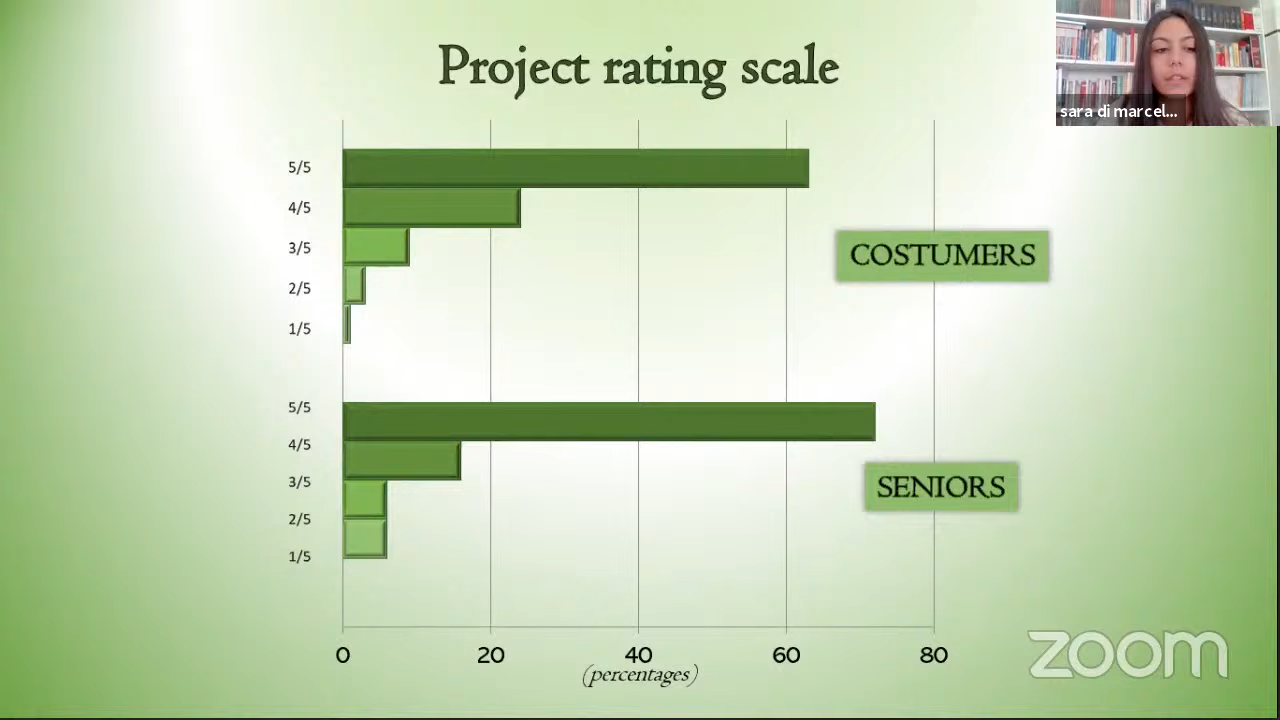 Project rating scale
sara di marcel...
5/5
4/5
3/5
2/5
1/5
COSTUMERS
5/5
4/5
3/5
2/5
1/5
SENIORS
0 20 40 60 80
(percentages)
zoom